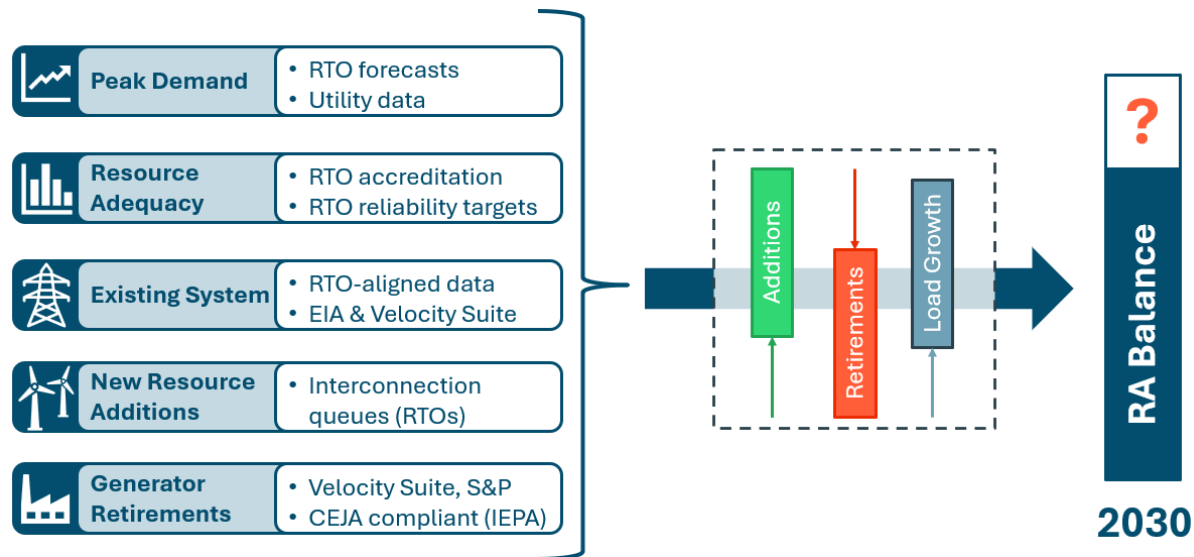 Peak Demand
• RTO forecasts
• Utility data
Resource
Adequacy
• RTO accreditation
• RTO reliability targets
Existing System
• RTO-aligned data
• EIA & Velocity Suite
New Resource
Additions
• Interconnection
queues (RTOs)
Generator
Retirements
• Velocity Suite, S&P
• CEJA compliant (IEPA)
Additions
Retirements
Load Growth
?
RA Balance
2030